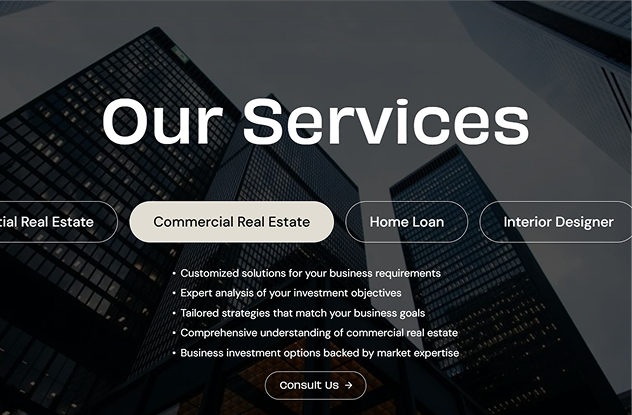 Our Services
tial Real Estate
Commercial Real Estate
Home Loan
Interior Designer
• Customized solutions for your business requirements
• Expert analysis of your investment objectives
• Tailored strategies that match your business goals
• Comprehensive understanding of commercial real estate
• Business investment options backed by market expertise
Consult Us →